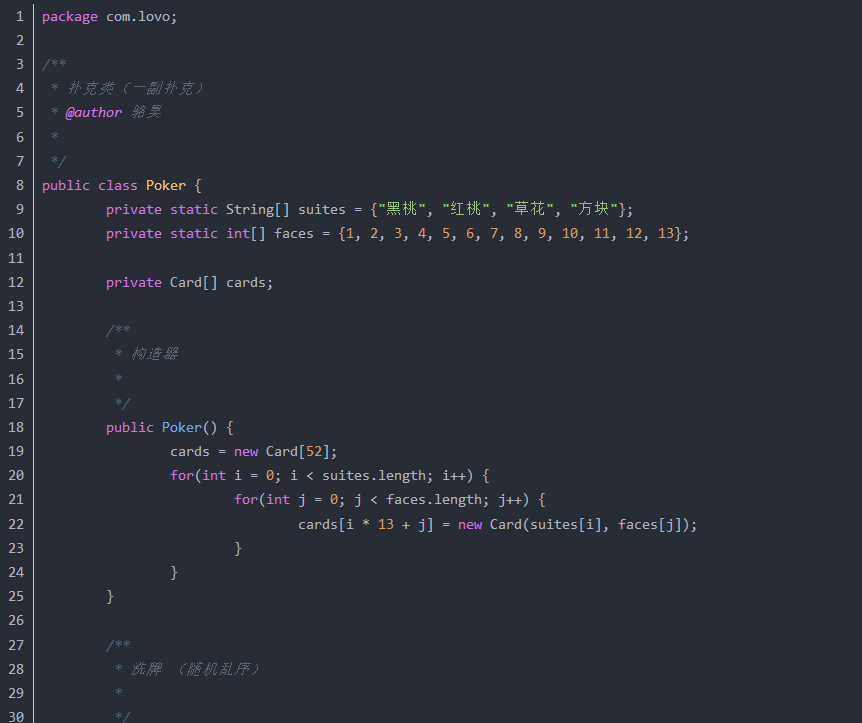 1 package com.lovo;
2
3 /**
4  * 扑克类（一副扑克）
5  * @author 骆昊
6  *
7  */
8 public class Poker {
9         private static String[] suites = {"黑桃", "红桃", "草花", "方块"};
10         private static int[] faces = {1, 2, 3, 4, 5, 6, 7, 8, 9, 10, 11, 12, 13};
11
12         private Card[] cards;
13
14         /**
15          * 构造器
16          *
17          */
18         public Poker() {
19                 cards = new Card[52];
20                 for(int i = 0; i < suites.length; i++) {
21                         for(int j = 0; j < faces.length; j++) {
22                                 cards[i * 13 + j] = new Card(suites[i], faces[j]);
23                         }
24                 }
25         }
26
27         /**
28          * 洗牌 （随机乱序）
29          *
30          */